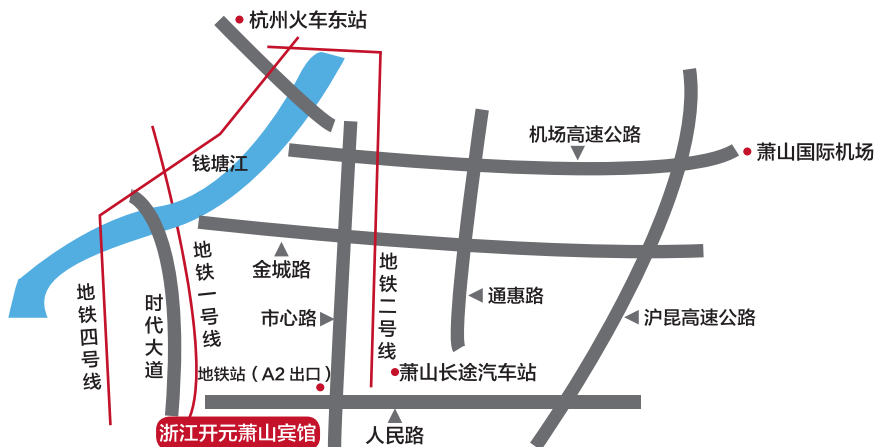 杭州火车东站
机场高速公路
萧山国际机场
钱塘江
地铁一号线
金城路
地铁二号线
地铁四号线
时代大道
市心路
通惠路
沪昆高速公路
地铁站（A2 出口）
萧山长途汽车站
浙江开元萧山宾馆
人民路